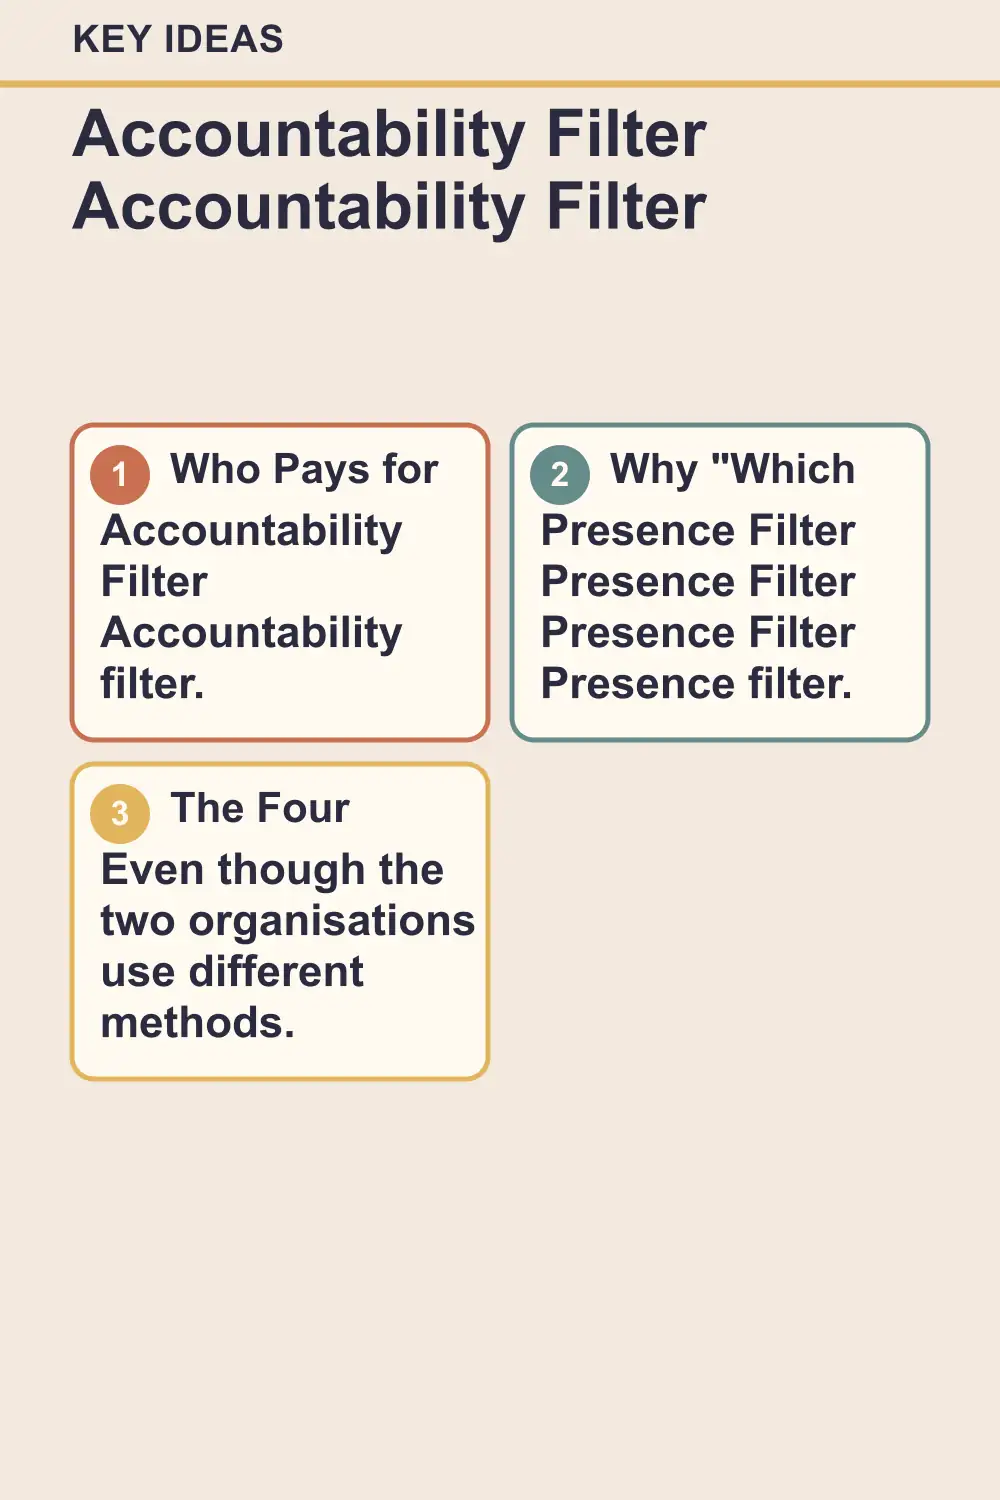 KEY IDEAS
Accountability Filter
Accountability Filter
1 Who Pays for
Accountability
Filter
Accountability
filter.
2 Why "Which
Presence Filter
Presence Filter
Presence Filter
Presence filter.
3 The Four
Even though the
two organisations
use different
methods.